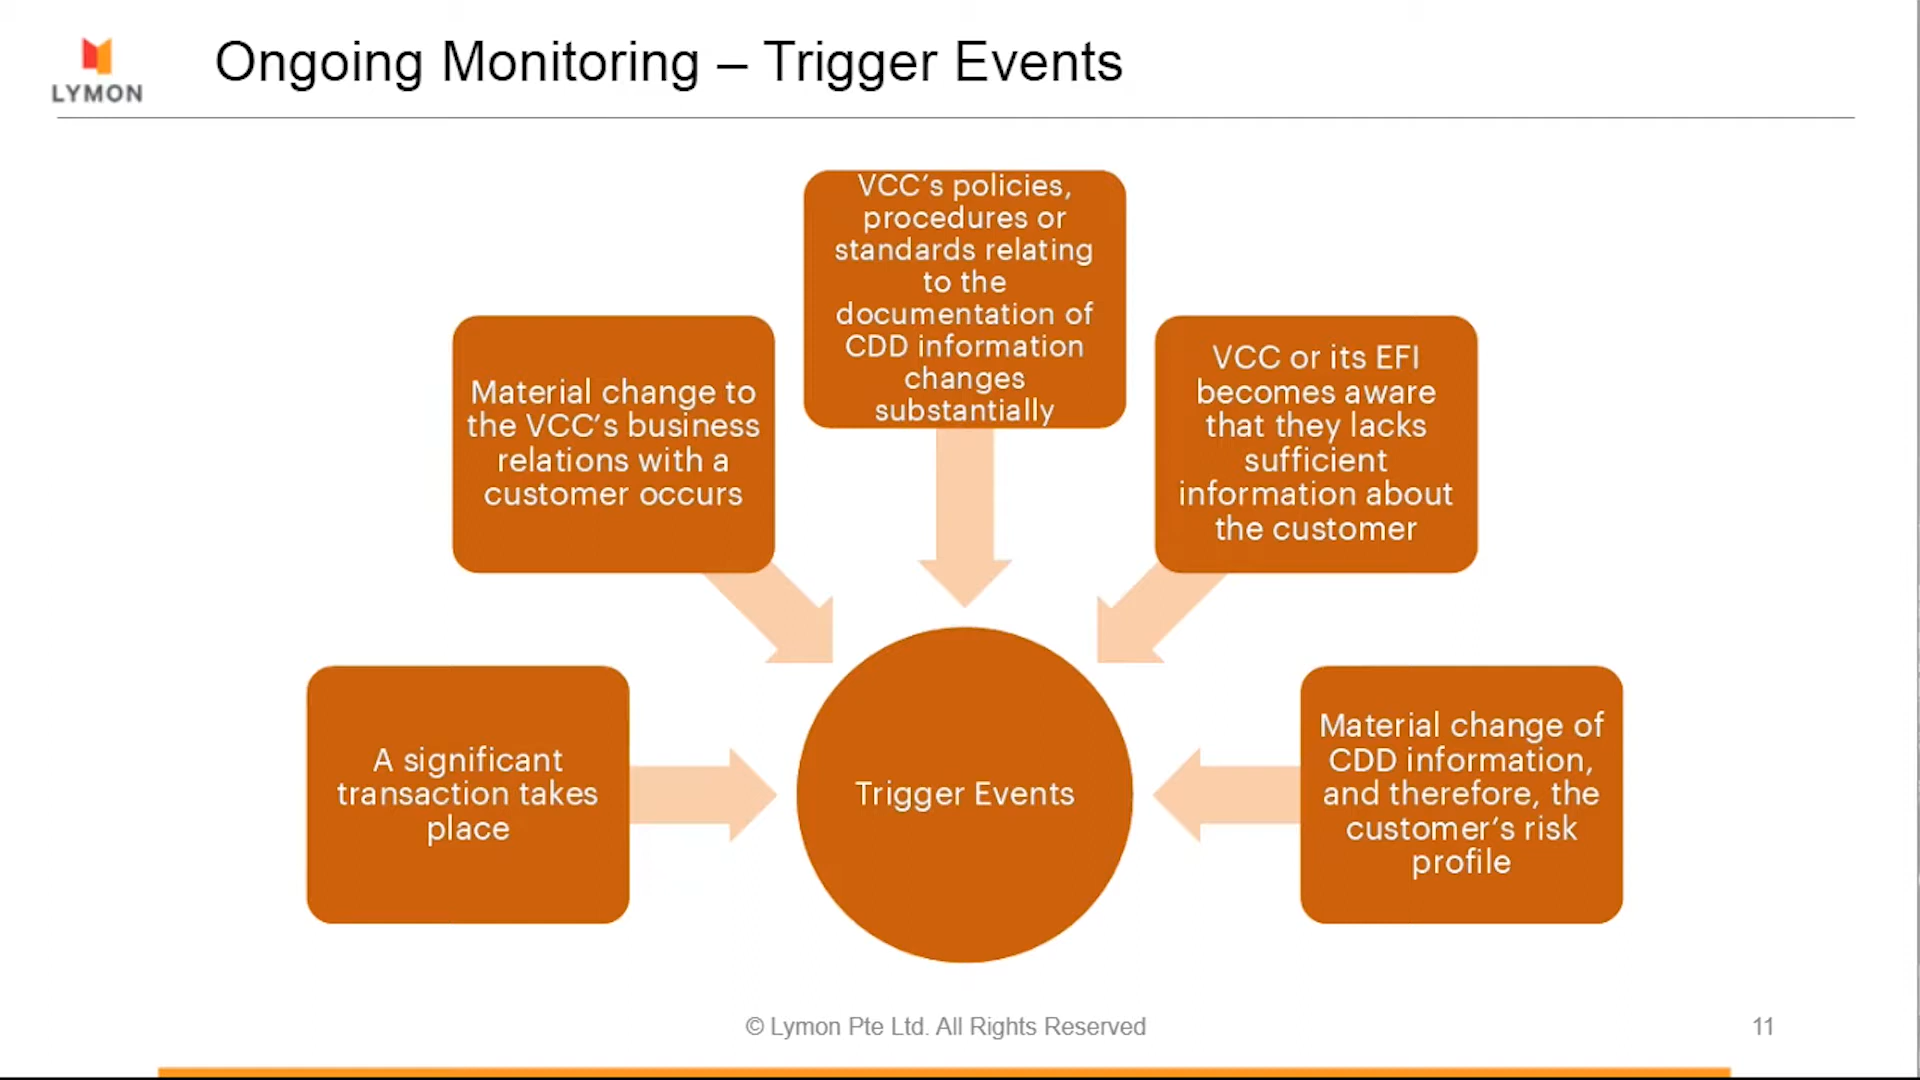 LYMON
Ongoing Monitoring – Trigger Events
VCC’s policies,
procedures or
standards relating
to the
documentation of
CDD information
changes
substantially
Material change to
the VCC’s business
relations with a
customer occurs
VCC or its EFI
becomes aware
that they lacks
sufficient
information about
the customer
A significant
transaction takes
place
Trigger Events
Material change of
CDD information,
and therefore, the
customer’s risk
profile
© Lymon Pte Ltd. All Rights Reserved
11